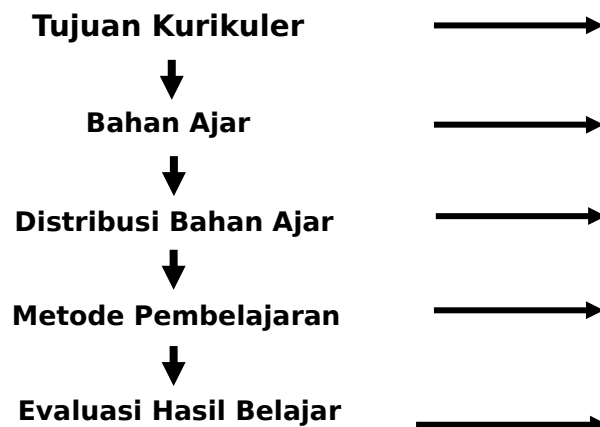 Tujuan Kurikuler
Bahan Ajar
Distribusi Bahan Ajar
Metode Pembelajaran
Evaluasi Hasil Belajar